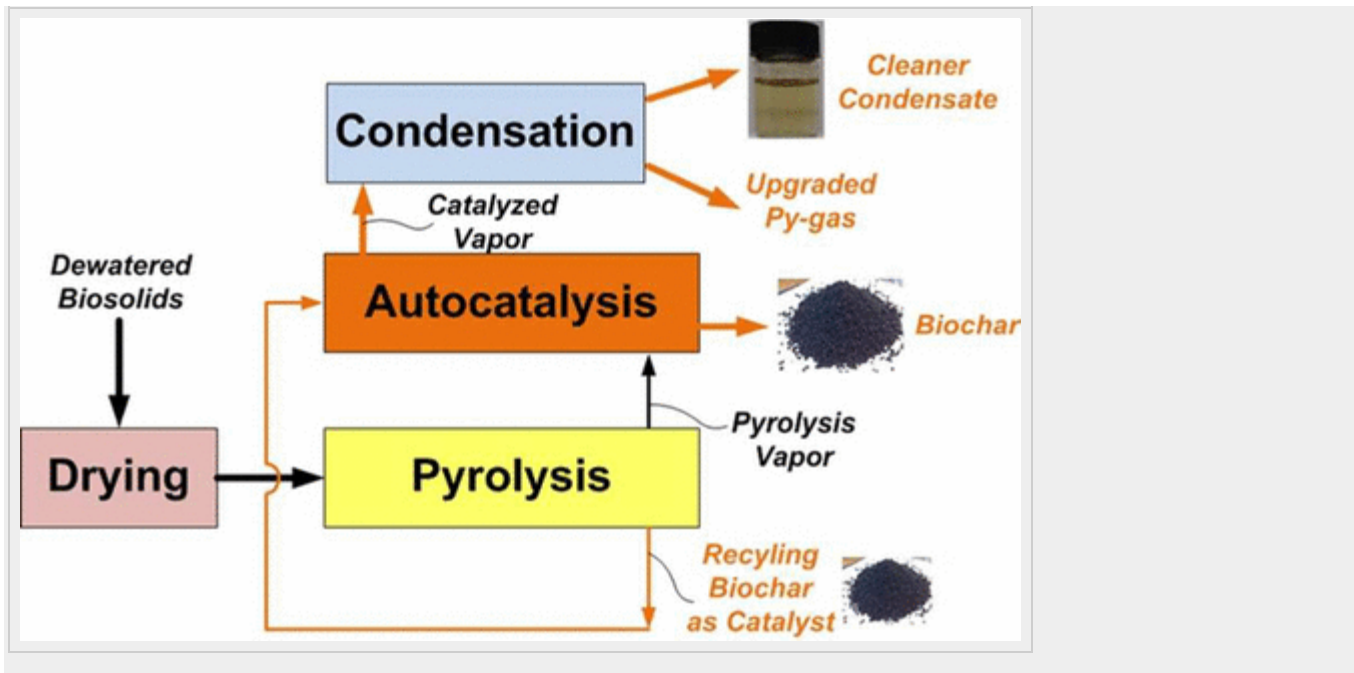 Cleaner
Condensate
Condensation
Upgraded
Py-gas
Catalyzed
Vapor
Dewatered
Biosolids
Autocatalysis
Biochar
Pyrolysis
Vapor
Drying
Pyrolysis
Recyling
Biochar
as Catalyst